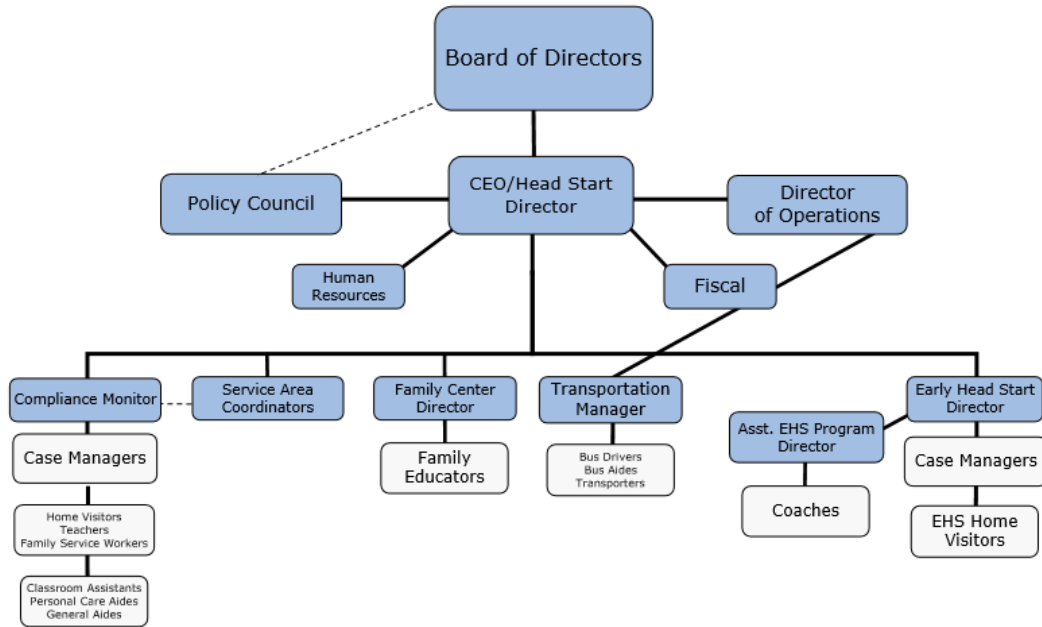 Board of Directors
Policy Council
CEO/Head Start
Director
Director
of Operations
Human
Resources
Fiscal
Compliance Monitor
Service Area
Coordinators
Family Center
Director
Transportation
Manager
Early Head Start
Director
Asst. EHS Program
Director
Case Managers
Family
Educators
Bus Drivers
Bus Aides
Transporters
Case Managers
Coaches
Home Visitors
Teachers
Family Service Workers
EHS Home
Visitors
Classroom Assistants
Personal Care Aides
General Aides